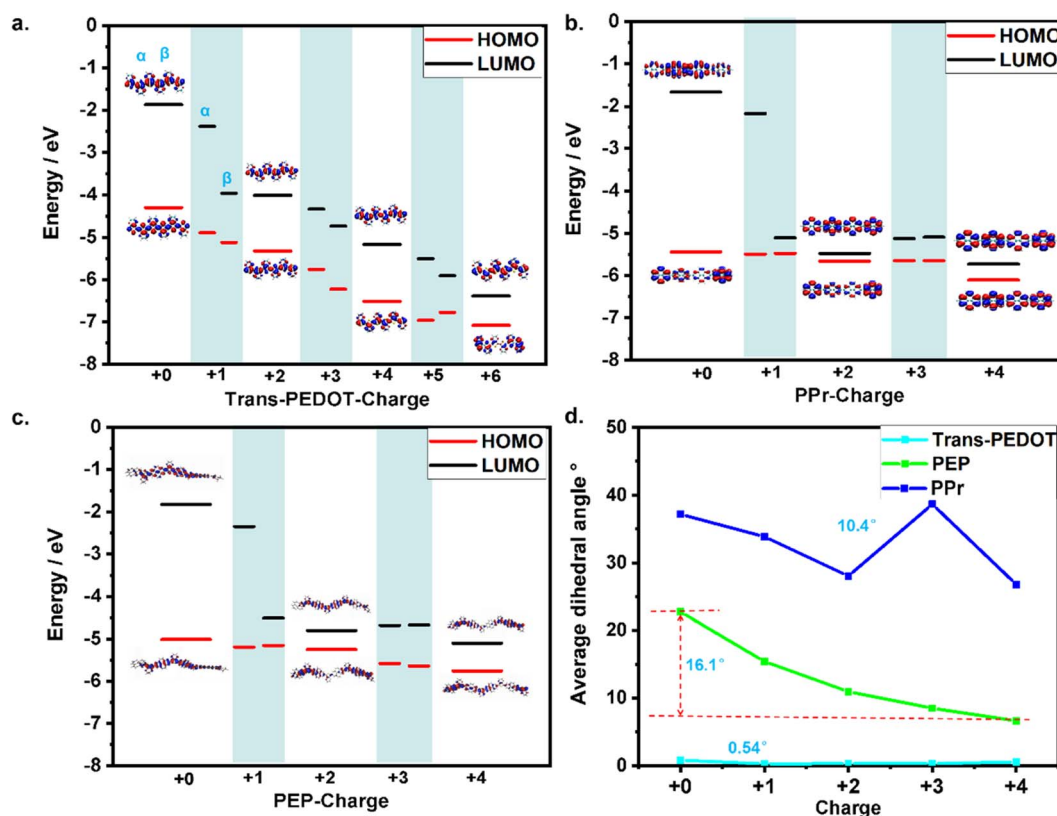 a.
0
-1
-2
-3
-4
-5
-6
-7
-8
Energy / eV
HOMO
LUMO
α β
α
β
+0 +1 +2 +3 +4 +5 +6
Trans-PEDOT-Charge
b.
0
-1
-2
-3
-4
-5
-6
-7
-8
Energy / eV
HOMO
LUMO
+0 +1 +2 +3 +4
PPr-Charge
c.
0
-1
-2
-3
-4
-5
-6
-7
-8
Energy / eV
HOMO
LUMO
+0 +1 +2 +3 +4
PEP-Charge
d.
50
40
30
20
10
0
Average dihedral angle°
Trans-PEDOT
PEP
PPr
10.4°
16.1°
0.54°
+0 +1 +2 +3 +4
Charge